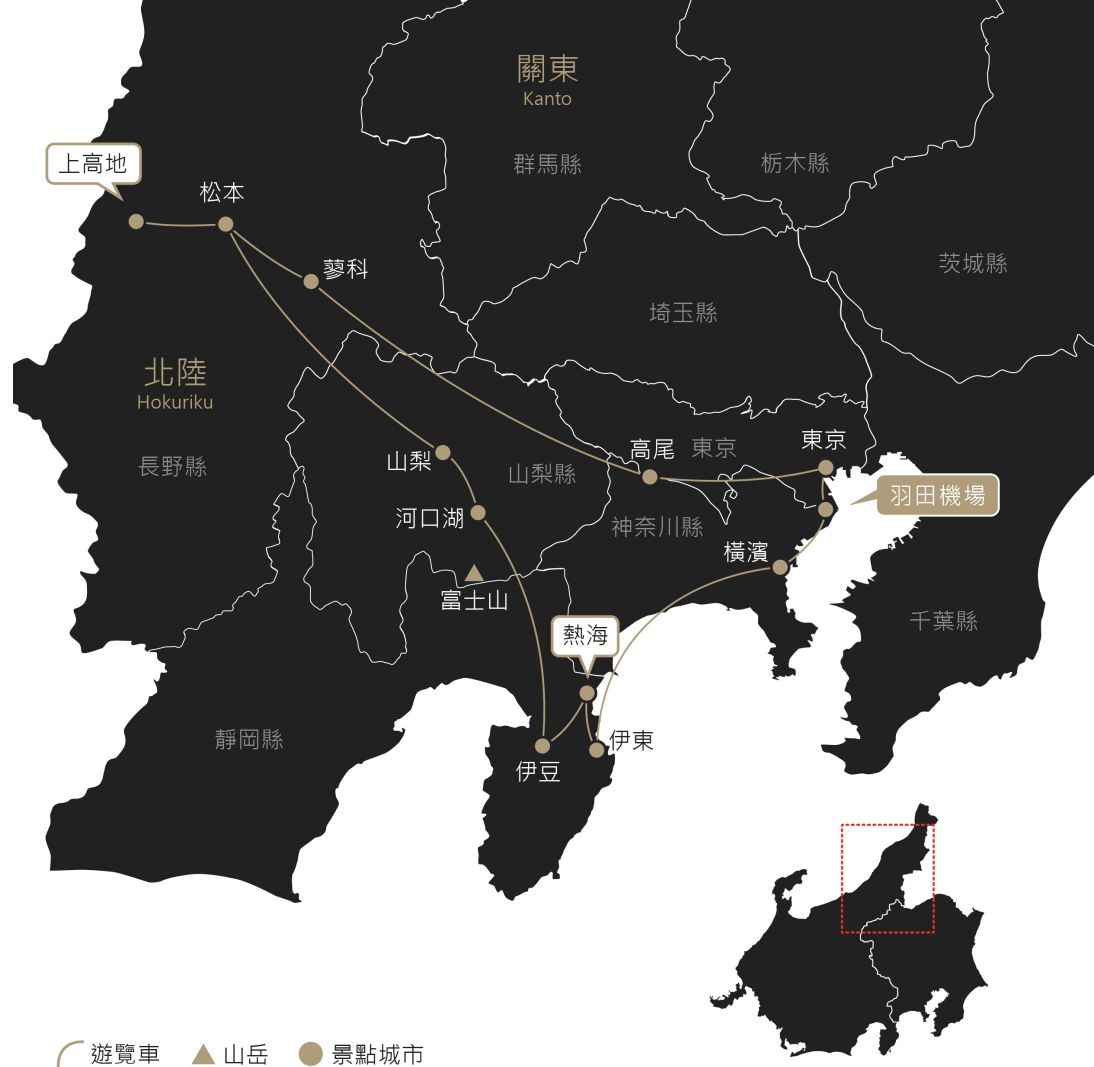 關東
Kanto
群馬縣
栃木縣
上高地
松本
蓼科
茨城縣
埼玉縣
北陸
Hokuriku
長野縣
山梨
山梨縣
高尾
東京
東京
羽田機場
河口湖
神奈川縣
橫濱
富士山
千葉縣
熱海
靜岡縣
伊東
伊豆
遊覽車
山岳
景點城市